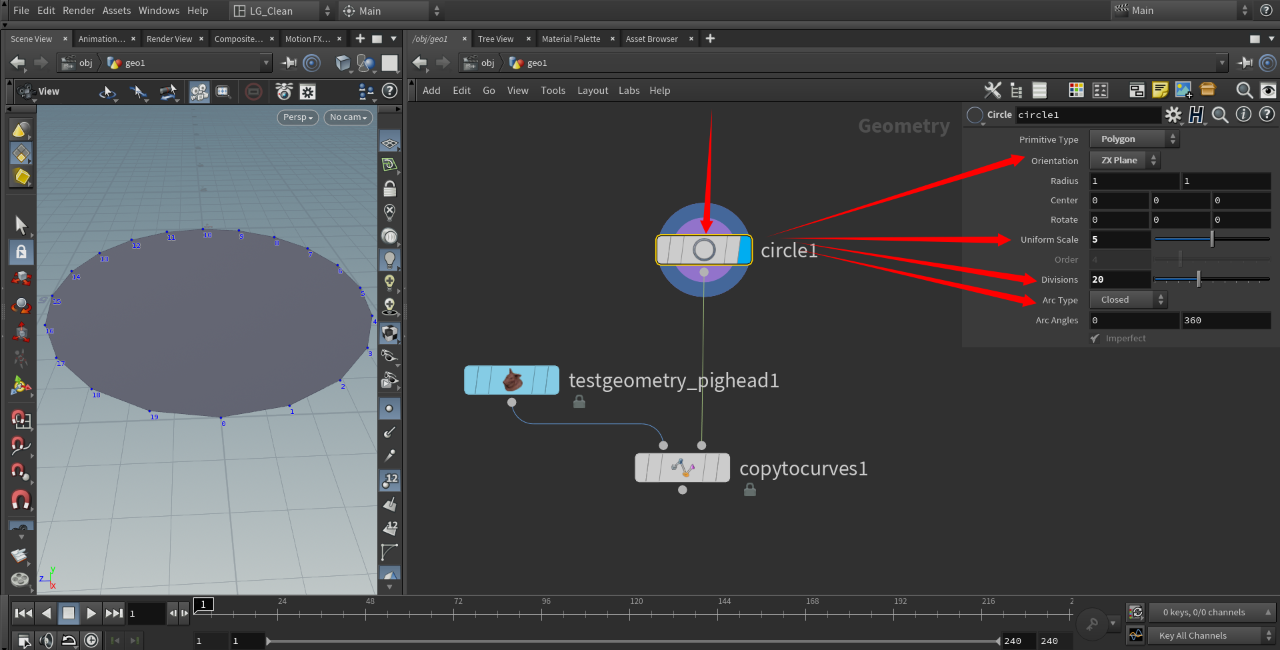 File Edit Render Assets Windows Help LG_Clean Main Main
Scene View Animation... Render View Composite... Motion FX... /obj/geo1 Tree View Material Palette Asset Browser
obj geo1 obj geo1
View Add Edit Go View Tools Layout Labs Help
Persp No cam
Geometry
Circle circle1
Primitive Type Polygon
Orientation ZX Plane
Radius 1 1
Center 0 0 0
Rotate 0 0 0
Uniform Scale 5
Order 4
Divisions 20
Arc Type Closed
Arc Angles 0 360
Imperfect
circle1
testgeometry_pighead1
copytocurves1
12 11 10 9 8 7
13
14
4
3
17
18 2
19 1
0
12
12
y
z x
1 1 24 48 72 96 120 144 168 192 216 2
0 keys, 0/0 channels
1 1 240 240 Key All Channels